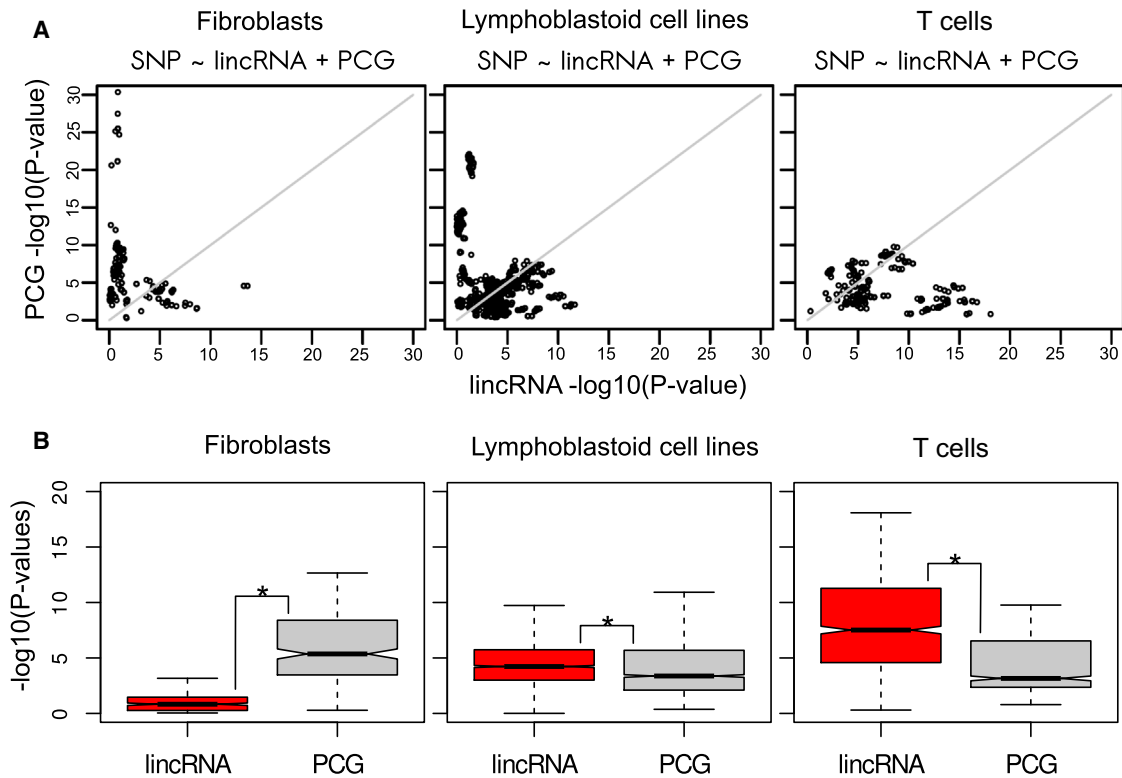 A
Fibroblasts
Lymphoblastoid cell lines
T cells
SNP ~ lincRNA + PCG
SNP ~ lincRNA + PCG
SNP ~ lincRNA + PCG
PCG -log10(P-value)
30
25
20
15
10
5
0
0 5 10 15 20 25 30
0 5 10 15 20 25 30
0 5 10 15 20 25 30
lincRNA -log10(P-value)
B
Fibroblasts
Lymphoblastoid cell lines
T cells
-log10(P-values)
20
15
10
5
0
*
*
*
lincRNA PCG
lincRNA PCG
lincRNA PCG